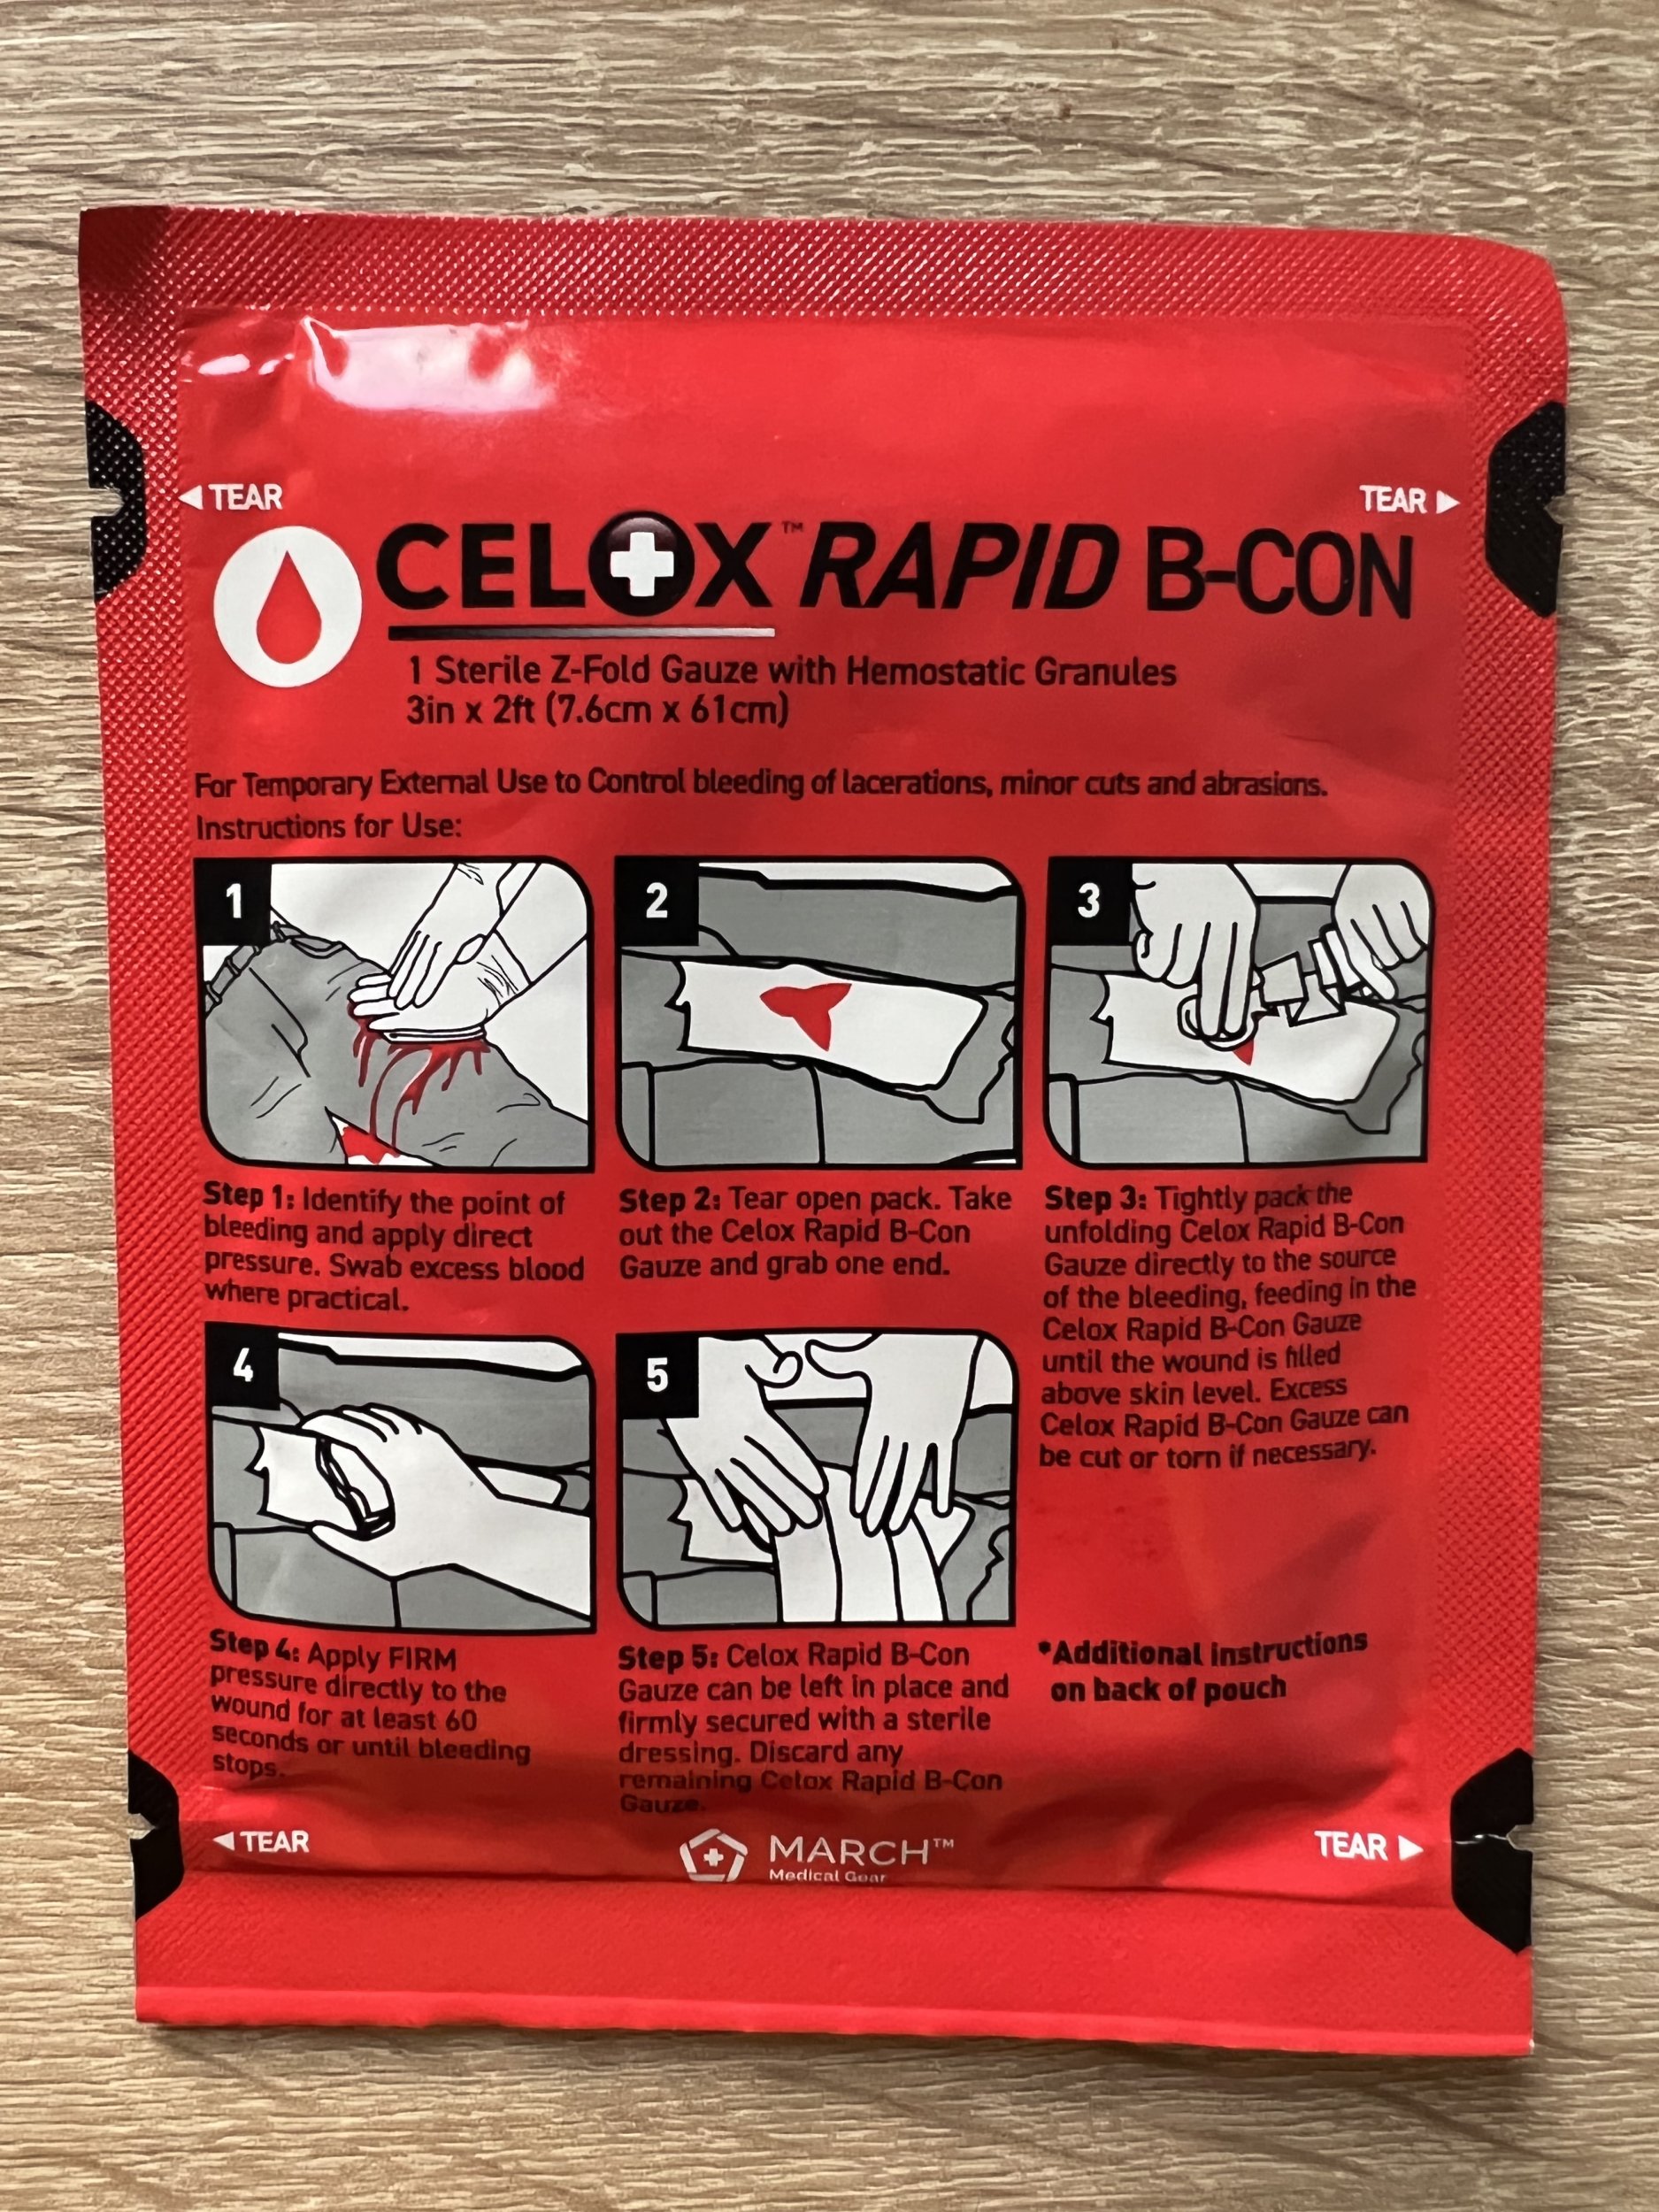 ◀ TEAR
TEAR ▶
CELOX™ RAPID B-CON
1 Sterile Z-Fold Gauze with Hemostatic Granules
3in x 2ft (7.6cm x 61cm)
For Temporary External Use to Control bleeding of lacerations, minor cuts and abrasions.
Instructions for Use:
1
Step 1: Identify the point of
bleeding and apply direct
pressure. Swab excess blood
where practical.
2
Step 2: Tear open pack. Take
out the Celox Rapid B-Con
Gauze and grab one end.
3
Step 3: Tightly pack the
unfolding Celox Rapid B-Con
Gauze directly to the source
of the bleeding, feeding in the
Celox Rapid B-Con Gauze
until the wound is filled
above skin level. Excess
Celox Rapid B-Con Gauze can
be cut or torn if necessary.
4
Step 4: Apply FIRM
pressure directly to the
wound for at least 60
seconds or until bleeding
stops.
5
Step 5: Celox Rapid B-Con
Gauze can be left in place and
firmly secured with a sterile
dressing. Discard any
remaining Celox Rapid B-Con
Gauze.
*Additional instructions
on back of pouch
◀ TEAR
MARCH™
Medical Gear
TEAR ▶